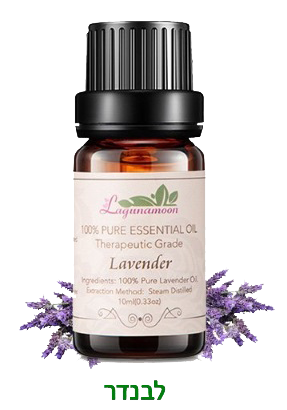 Lagunamoon
100% PURE ESSENTIAL OIL
Therapeutic Grade
Lavender
Ingredients: 100% Pure Lavender OIL
Extraction Method: Steam Distilled
10ml(0.33oz)
לבנדר